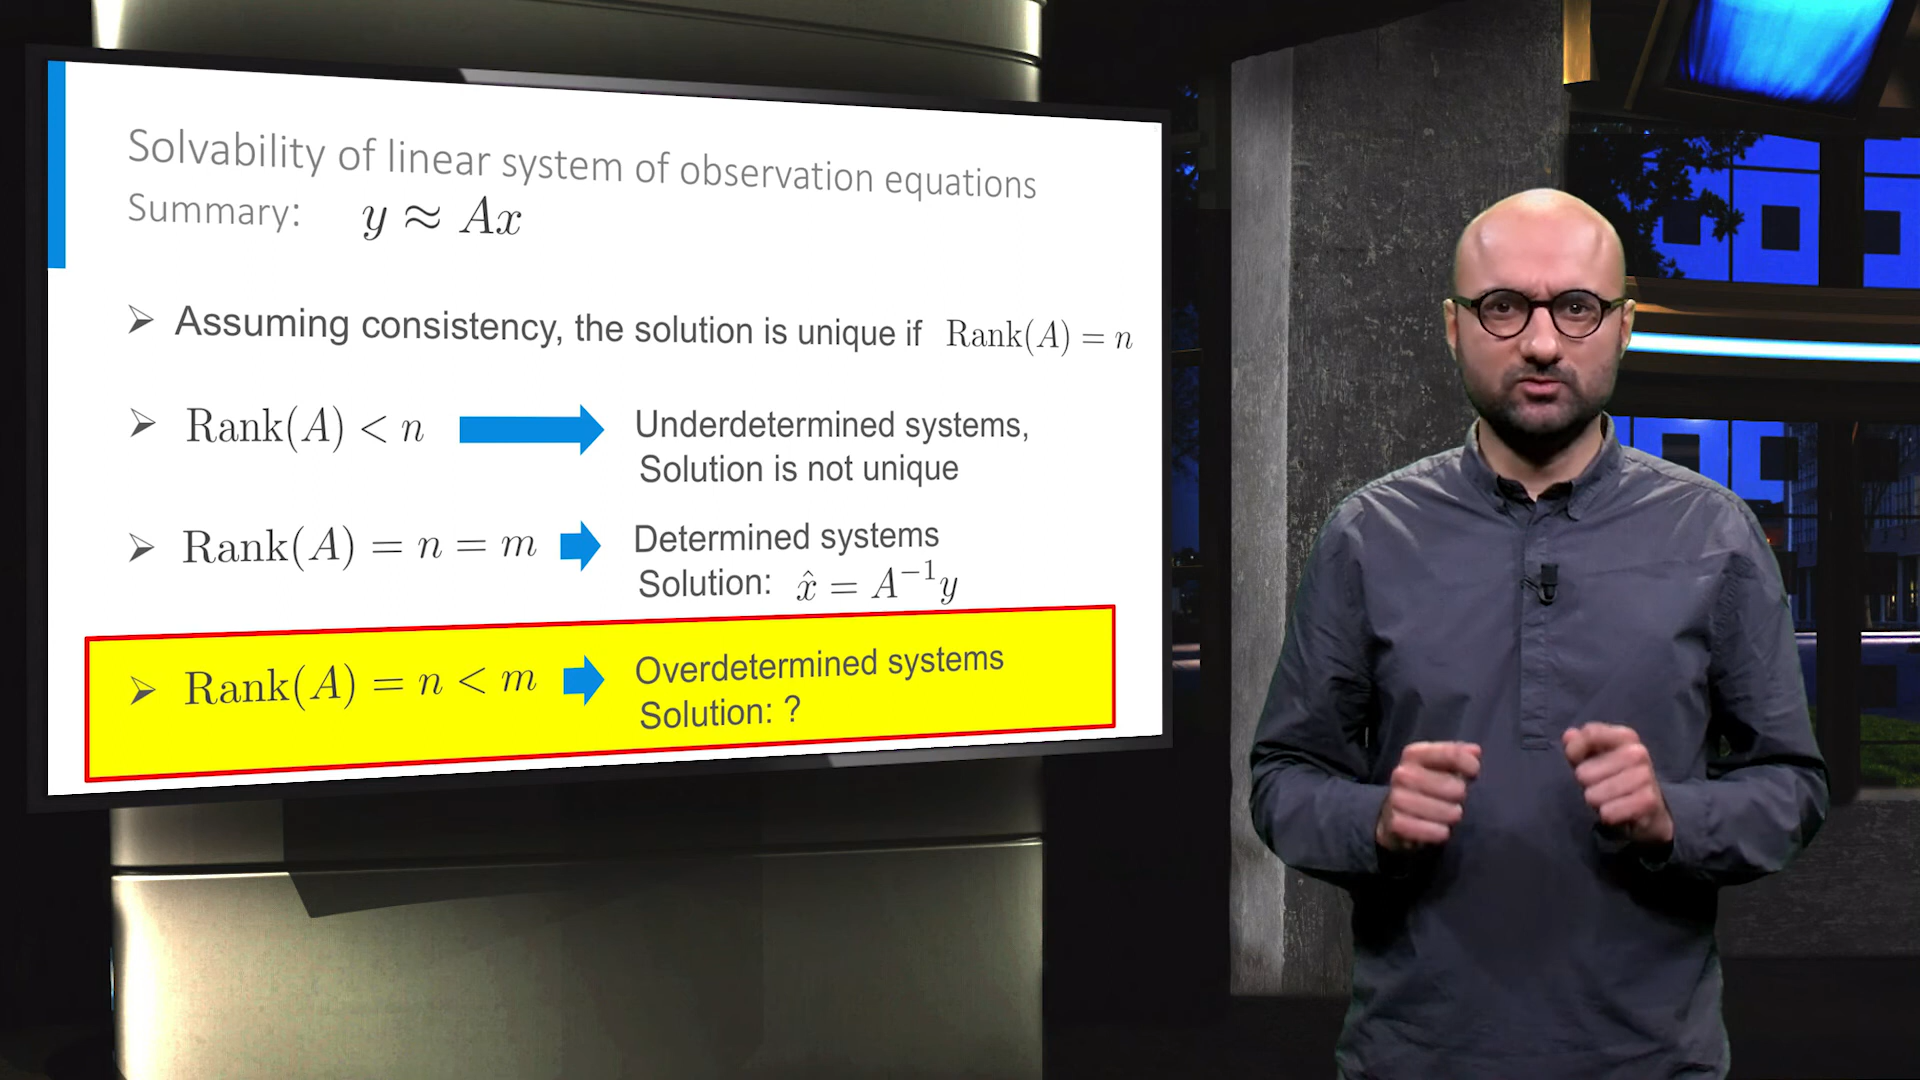 Solvability of linear system of observation equations
Summary: y ≈ Ax
➢ Assuming consistency, the solution is unique if Rank(A) = n
➢ Rank(A) < n Underdetermined systems,
Solution is not unique
➢ Rank(A) = n = m Determined systems
Solution: x̂ = A⁻¹y
➢ Rank(A) = n < m Overdetermined systems
Solution: ?